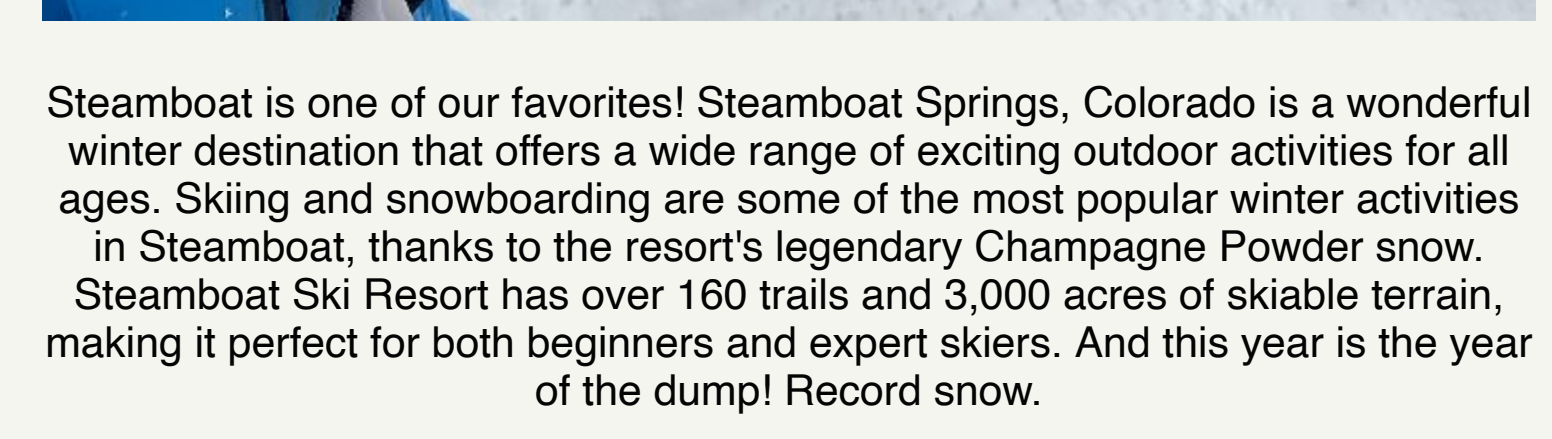 Steamboat is one of our favorites! Steamboat Springs, Colorado is a wonderful
winter destination that offers a wide range of exciting outdoor activities for all
ages. Skiing and snowboarding are some of the most popular winter activities
in Steamboat, thanks to the resort's legendary Champagne Powder snow.
Steamboat Ski Resort has over 160 trails and 3,000 acres of skiable terrain,
making it perfect for both beginners and expert skiers. And this year is the year
of the dump! Record snow.